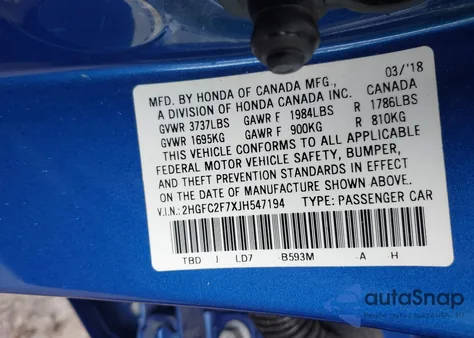 MFD. BY HONDA OF CANADA MFG., 03/'18
A DIVISION OF HONDA CANADA INC. CANADA
GVWR 3737LBS GAWR F 1984LBS R 1786LBS
GVWR 1695KG GAWR F 900KG R 810KG
THIS VEHICLE CONFORMS TO ALL APPLICABLE
FEDERAL MOTOR VEHICLE SAFETY, BUMPER,
AND THEFT PREVENTION STANDARDS IN EFFECT
ON THE DATE OF MANUFACTURE SHOWN ABOVE.
V.I.N.: 2HGFC2F7XJH547194 TYPE: PASSENGER CAR
TBD J LD7 -B593M -A H
autoSnap